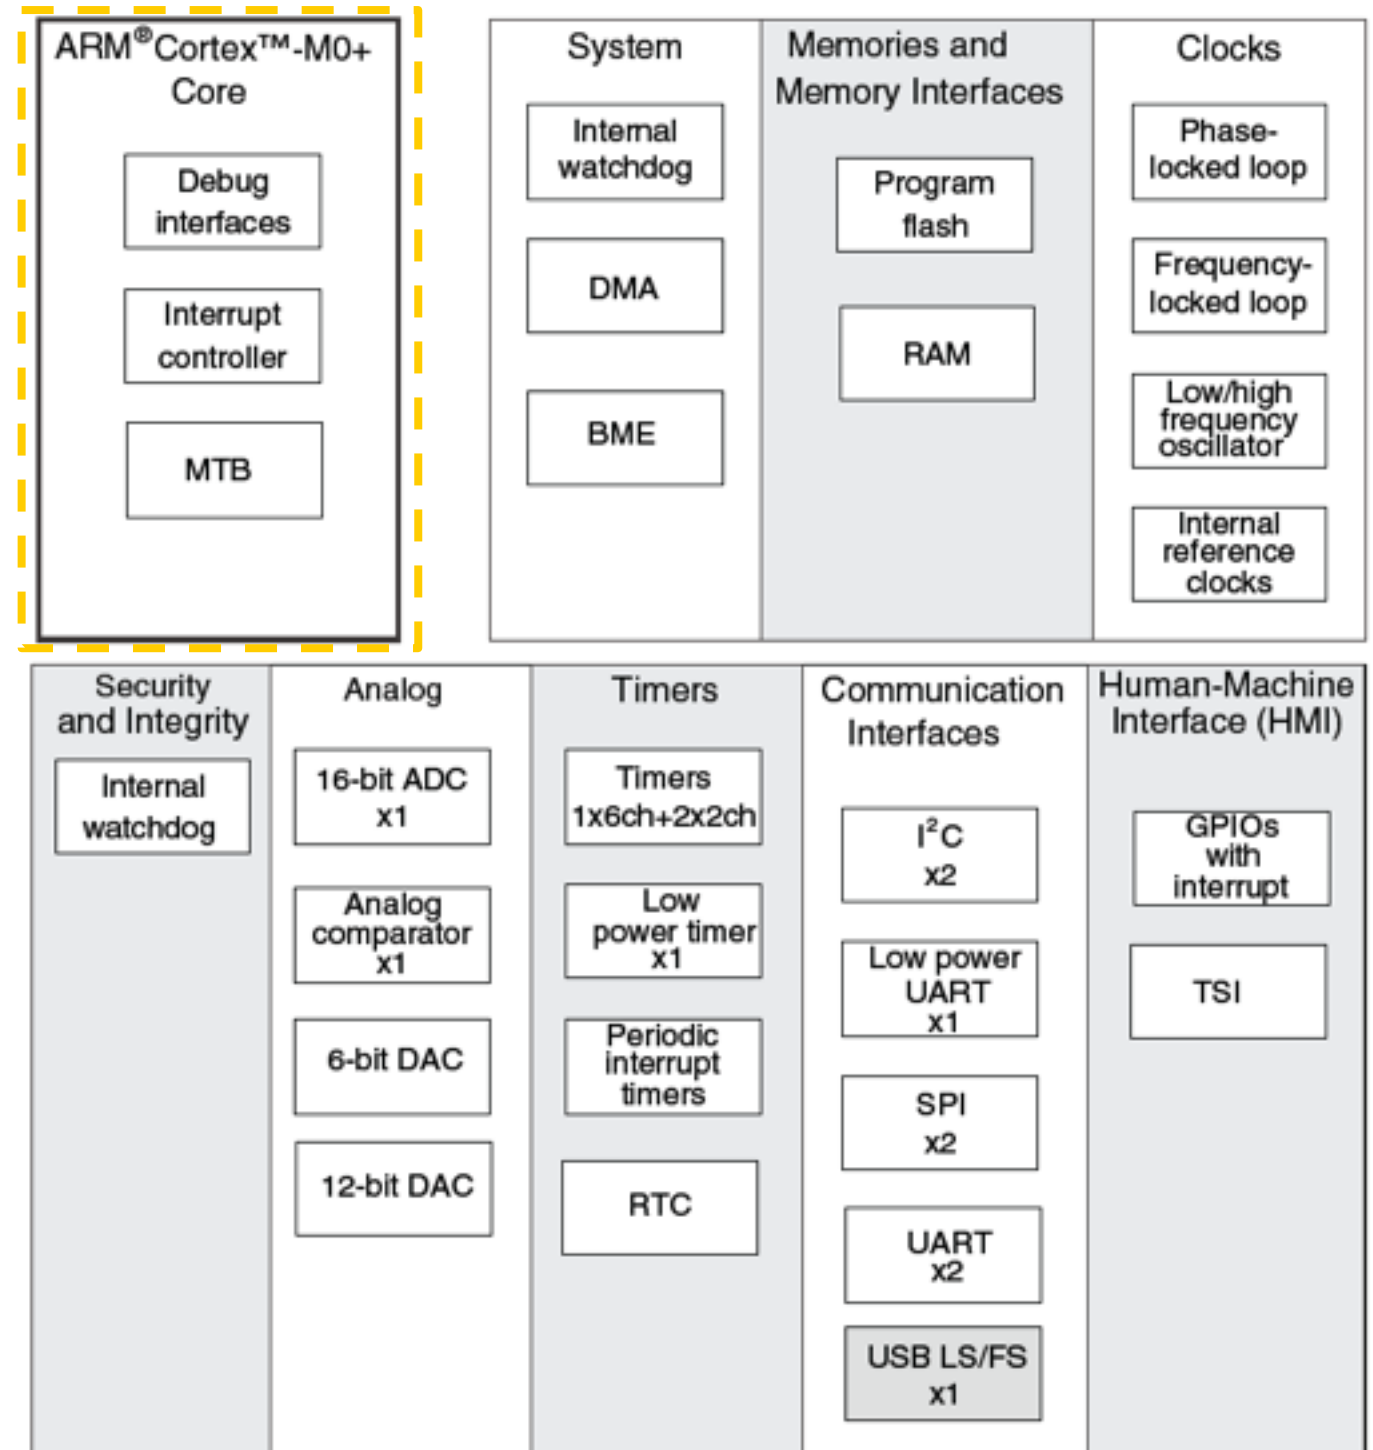 ARM®Cortex™-M0+
Core
Debug
interfaces
Interrupt
controller
MTB
System
Internal
watchdog
DMA
BME
Memories and
Memory Interfaces
Program
flash
RAM
Clocks
Phase-
locked loop
Frequency-
locked loop
Low/high
frequency
oscillator
Internal
reference
clocks
Security
and Integrity
Internal
watchdog
Analog
16-bit ADC
x1
Analog
comparator
x1
6-bit DAC
12-bit DAC
Timers
Timers
1x6ch+2x2ch
Low
power timer
x1
Periodic
interrupt
timers
RTC
Communication
Interfaces
I²C
x2
Low power
UART
x1
SPI
x2
UART
x2
USB LS/FS
x1
Human-Machine
Interface (HMI)
GPIOs
with
interrupt
TSI